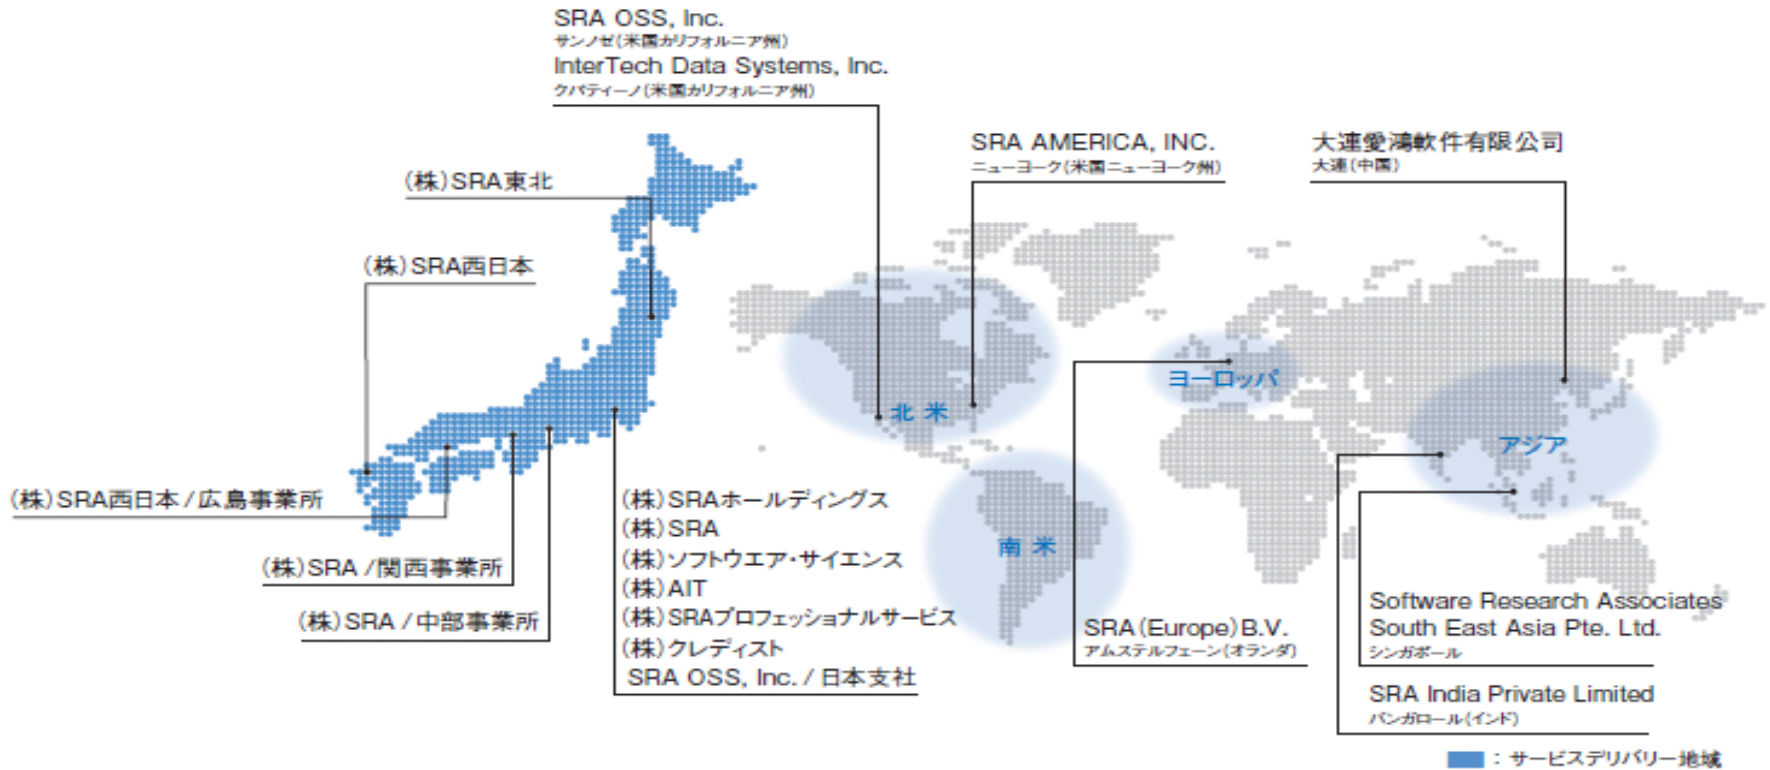 SRA OSS, Inc.
サンノゼ(米国カリフォルニア州)
InterTech Data Systems, Inc.
クパティーノ(米国カリフォルニア州)
SRA AMERICA, INC.
ニューヨーク(米国ニューヨーク州)
大連愛鴻軟件有限公司
大連(中国)
(株)SRA東北
(株)SRA西日本
ヨーロッパ
北 米
アジア
(株)SRA西日本/広島事業所
(株)SRAホールディングス
(株)SRA
(株)ソフトウエア・サイエンス
(株)AIT
(株)SRAプロフェッショナルサービス
(株)クレディスト
SRA OSS, Inc. / 日本支社
南 米
(株)SRA /関西事業所
(株)SRA / 中部事業所
SRA(Europe)B.V.
アムステルフェーン(オランダ)
Software Research Associates
South East Asia Pte. Ltd.
シンガポール
SRA India Private Limited
バンガロール(インド)
:サービスデリバリー地域